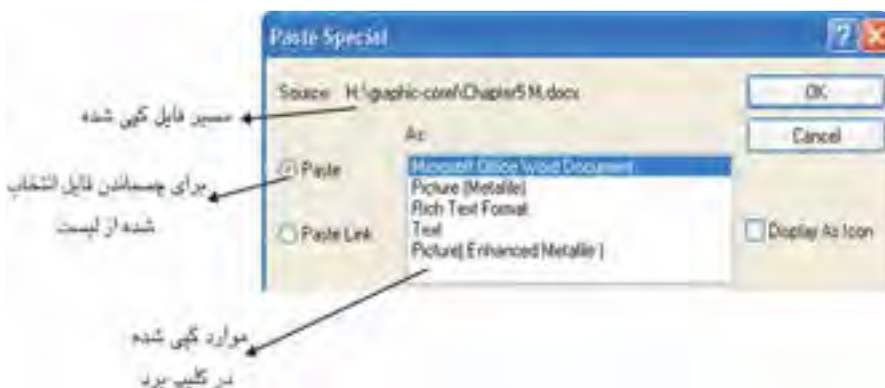 Paste Special
Source: H:\graphic-corel\Chapter5 M.docx
OK
As:
Cancel
Paste
Microsoft Office Word Document
Picture (Metafile)
Rich Text Format
Text
Picture( Enhanced Metafile )
Paste Link
Display As Icon
مسیر فایل کپی شده
برای چسباندن فایل انتخاب
شده از لیست
موارد کپی شده
در کلیپ برد